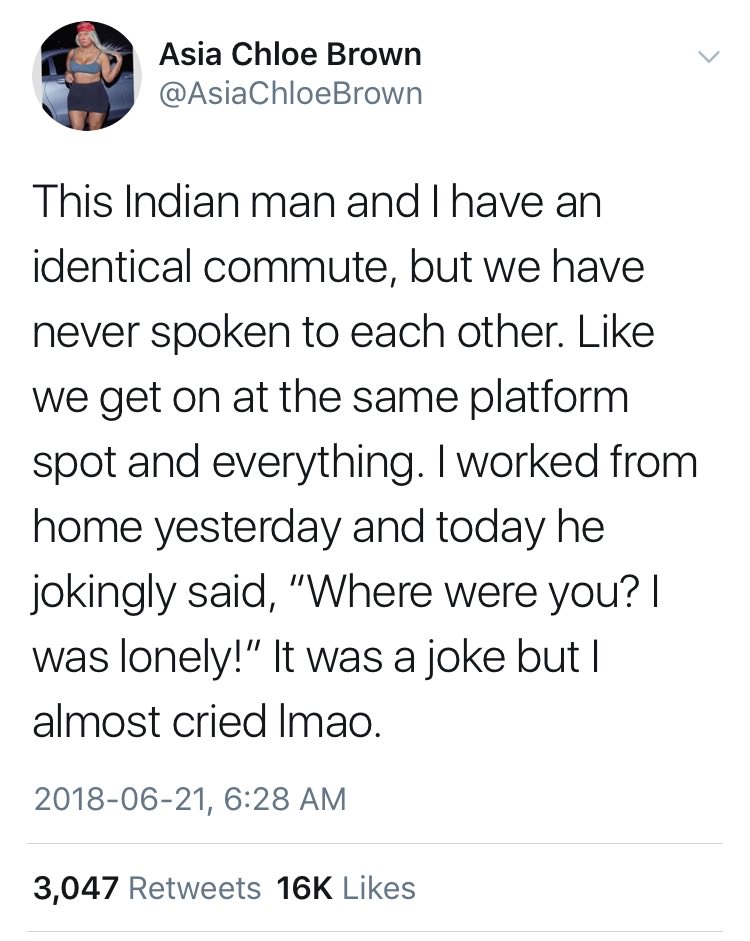 Asia Chloe Brown
@AsiaChloeBrown
This Indian man and I have an
identical commute, but we have
never spoken to each other. Like
we get on at the same platform
spot and everything. I worked from
home yesterday and today he
jokingly said, "Where were you? I
was lonely!" It was a joke but I
almost cried lmao.
2018-06-21, 6:28 AM
3,047 Retweets 16K Likes